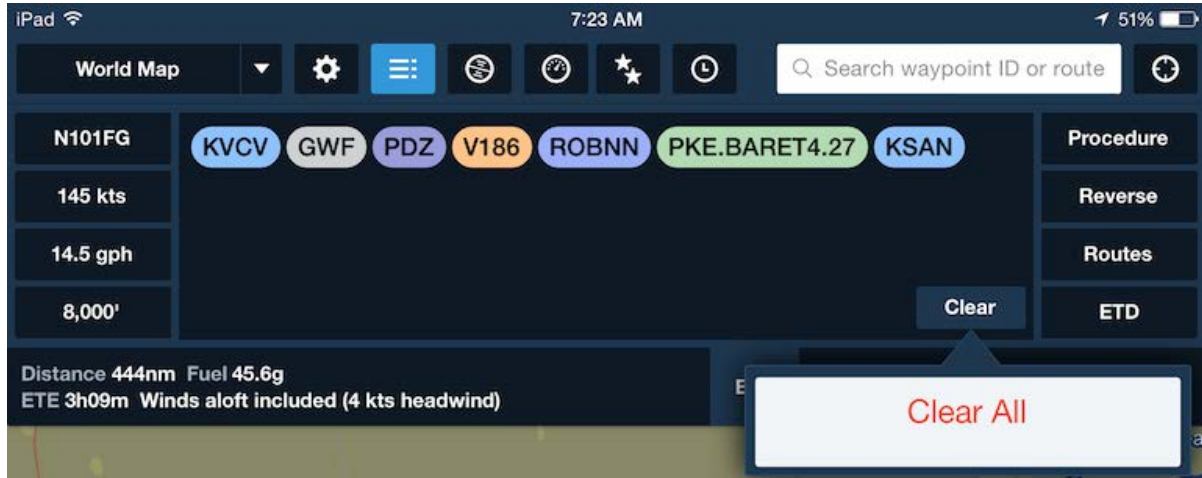 iPad 7:23 AM 51%
World Map Search waypoint ID or route
N101FG KVCV GWF PDZ V186 ROBNN PKE.BARET4.27 KSAN Procedure
145 kts Reverse
14.5 gph Routes
8,000' Clear ETD
Distance 444nm Fuel 45.6g
ETE 3h09m Winds aloft included (4 kts headwind)
Clear All